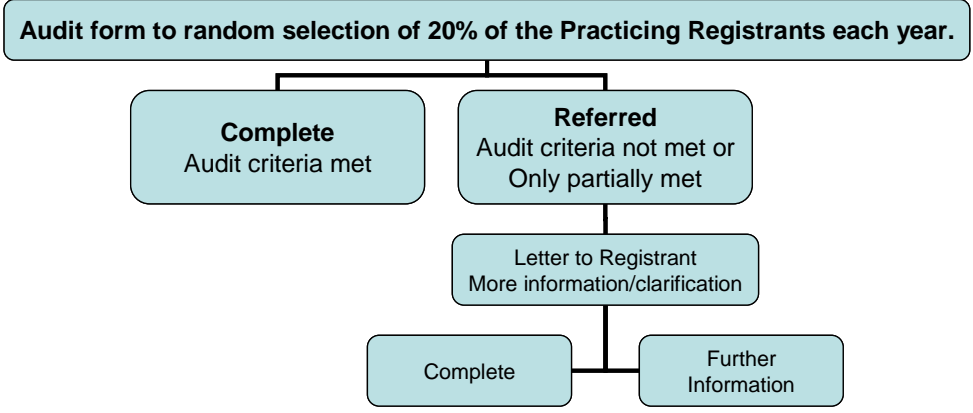 Audit form to random selection of 20% of the Practicing Registrants each year.
Complete
Audit criteria met
Referred
Audit criteria not met or
Only partially met
Letter to Registrant
More information/clarification
Complete
Further
Information